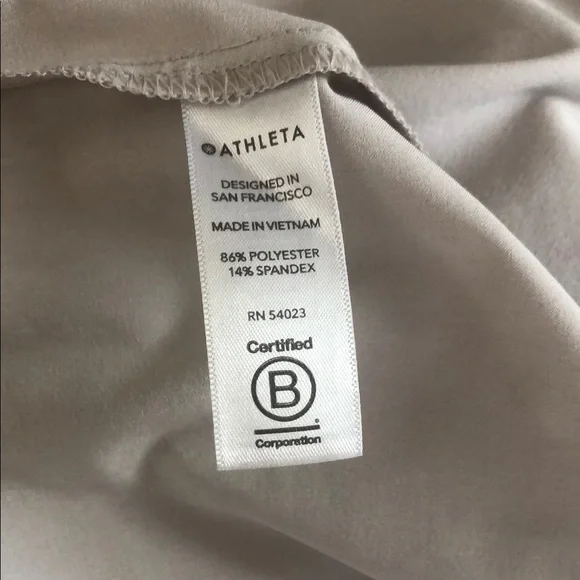 ATHLETA
DESIGNED IN
SAN FRANCISCO
MADE IN VIETNAM
86% POLYESTER
14% SPANDEX
RN 54023
Certified
B
Corporation